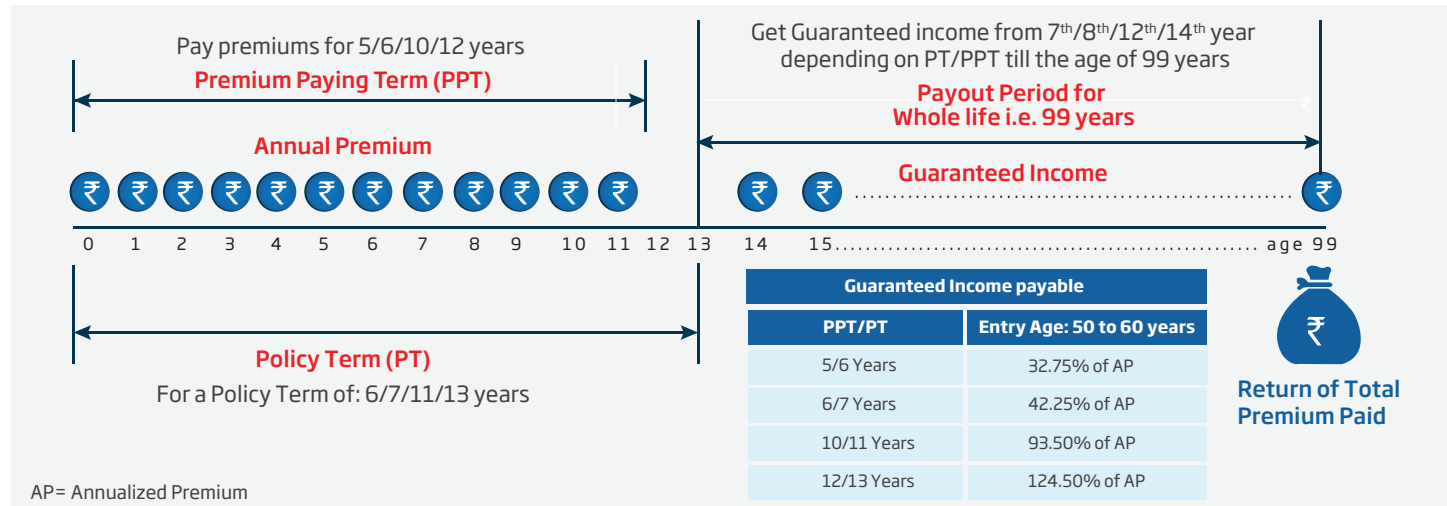 Pay premiums for 5/6/10/12 years
Premium Paying Term (PPT)
Annual Premium
₹ ₹ ₹ ₹ ₹ ₹ ₹ ₹ ₹ ₹ ₹ ₹
Get Guaranteed income from 7th/8th/12th/14th year
depending on PT/PPT till the age of 99 years
Payout Period for
Whole life i.e. 99 years
₹
Guaranteed Income
₹ ₹ ........................................................ ₹
0 1 2 3 4 5 6 7 8 9 10 11 12 13 14 15........................................................ age 99
Policy Term (PT)
For a Policy Term of: 6/7/11/13 years
AP= Annualized Premium
Guaranteed Income payable
PPT/PT Entry Age: 50 to 60 years
5/6 Years 32.75% of AP
6/7 Years 42.25% of AP
10/11 Years 93.50% of AP
12/13 Years 124.50% of AP
₹
Return of Total
Premium Paid